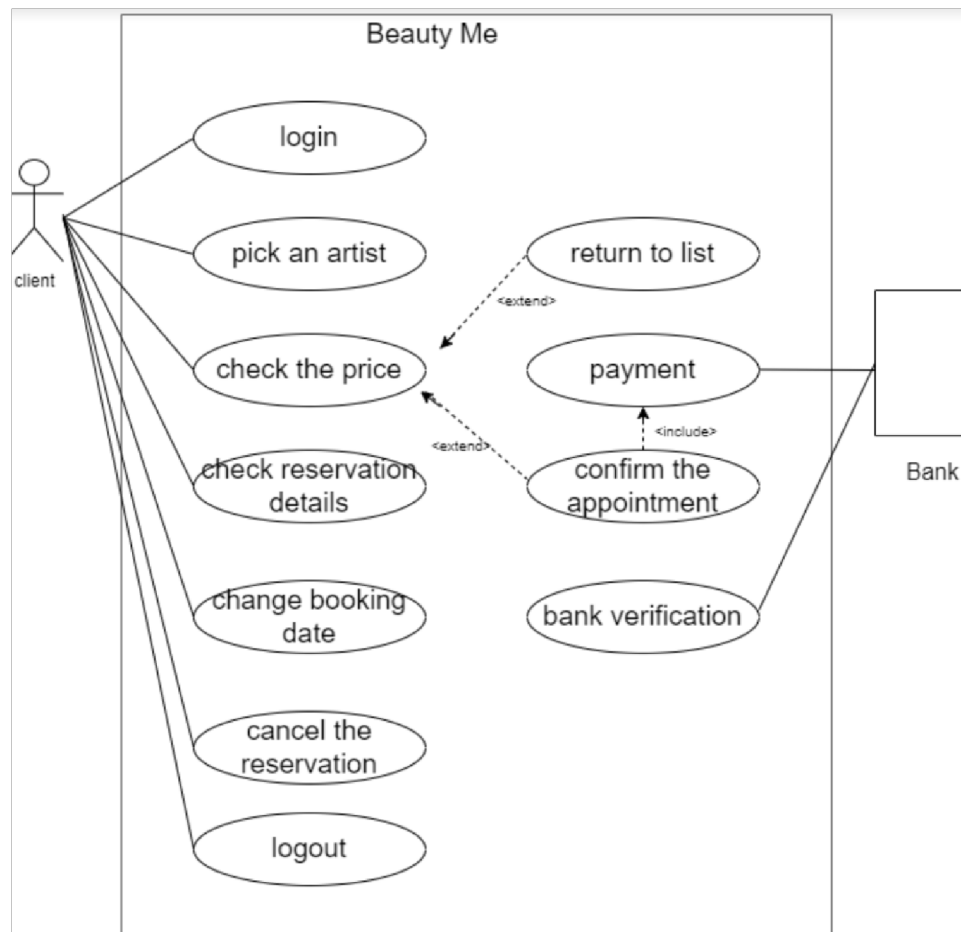 Beauty Me
login
pick an artist
return to list
client
<extend>
check the price
payment
<include>
<extend>
check reservation
details
confirm the
appointment
Bank
change booking
date
bank verification
cancel the
reservation
logout